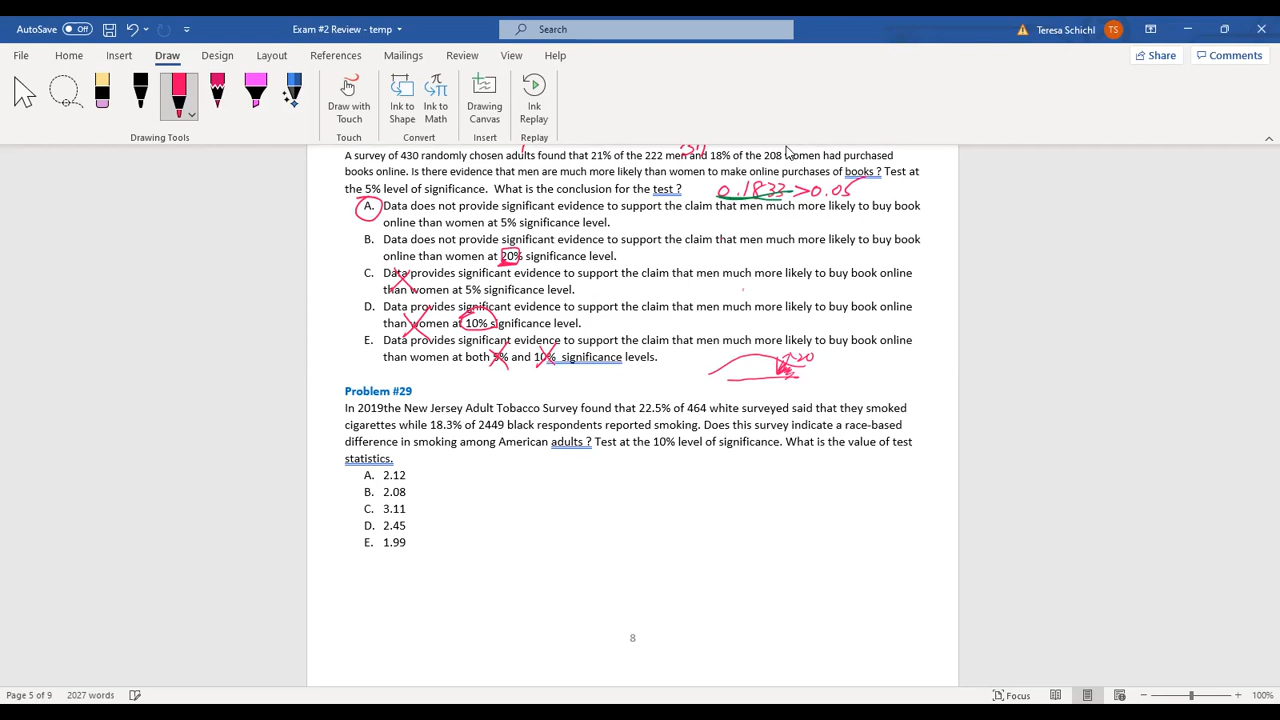 AutoSave Off
Exam #2 Review - temp
Search
Teresa Schichl TS
File Home Insert Draw Design Layout References Mailings Review View Help
Share Comments
Draw with Touch
Ink to Shape
Ink to Math
Drawing Canvas
Ink Replay
Drawing Tools Touch Convert Insert Replay
A survey of 430 randomly chosen adults found that 21% of the 222 men and 18% of the 208 women had purchased
books online. Is there evidence that men are much more likely than women to make online purchases of books ? Test at
the 5% level of significance. What is the conclusion for the test ?
0.1833 > 0.05
A. Data does not provide significant evidence to support the claim that men much more likely to buy book
online than women at 5% significance level.
B. Data does not provide significant evidence to support the claim that men much more likely to buy book
online than women at 20% significance level.
C. Data provides significant evidence to support the claim that men much more likely to buy book online
than women at 5% significance level.
D. Data provides significant evidence to support the claim that men much more likely to buy book online
than women at 10% significance level.
E. Data provides significant evidence to support the claim that men much more likely to buy book online
than women at both 5% and 10% significance levels.
Problem #29
In 2019the New Jersey Adult Tobacco Survey found that 22.5% of 464 white surveyed said that they smoked
cigarettes while 18.3% of 2449 black respondents reported smoking. Does this survey indicate a race-based
difference in smoking among American adults ? Test at the 10% level of significance. What is the value of test
statistics.
A. 2.12
B. 2.08
C. 3.11
D. 2.45
E. 1.99
8
Page 5 of 9 2027 words Focus 100%